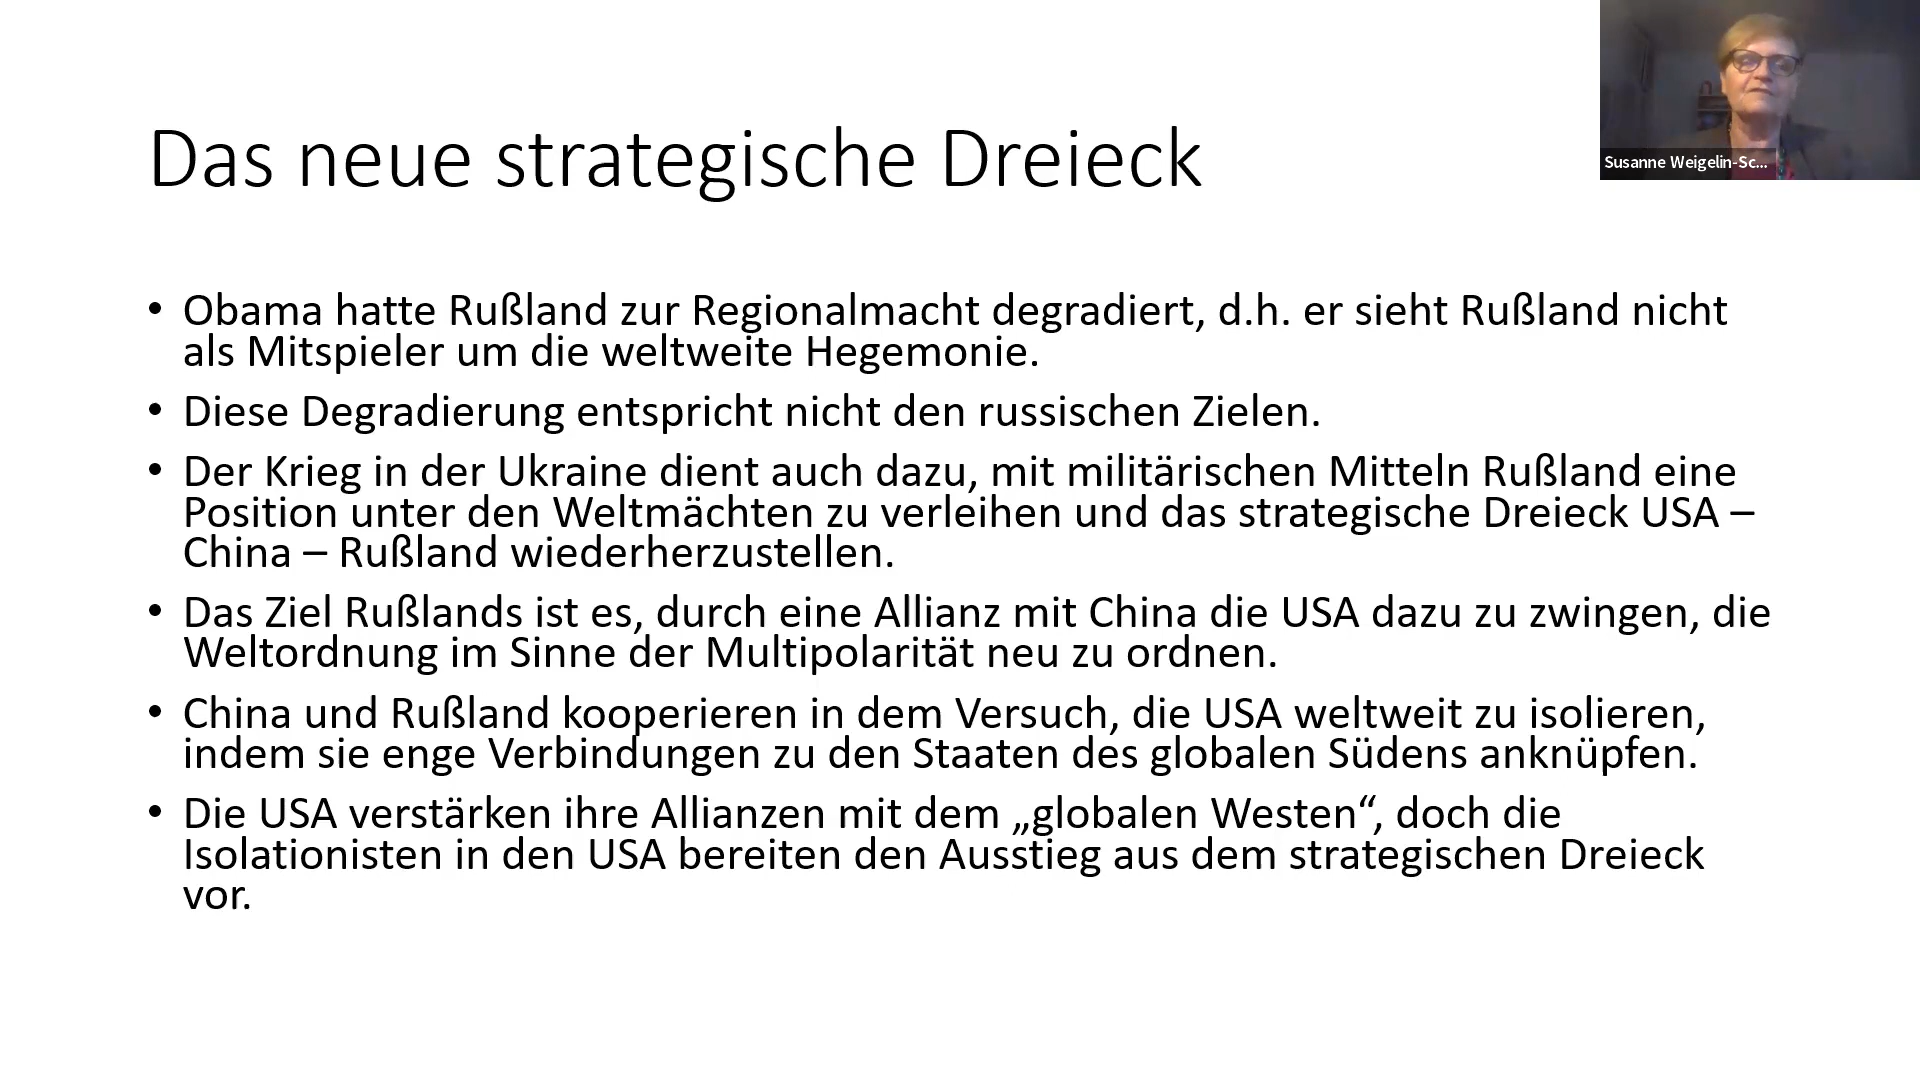 Das neue strategische Dreieck
Susanne Weigelin-Sc...
• Obama hatte Rußland zur Regionalmacht degradiert, d.h. er sieht Rußland nicht
als Mitspieler um die weltweite Hegemonie.
• Diese Degradierung entspricht nicht den russischen Zielen.
• Der Krieg in der Ukraine dient auch dazu, mit militärischen Mitteln Rußland eine
Position unter den Weltmächten zu verleihen und das strategische Dreieck USA –
China – Rußland wiederherzustellen.
• Das Ziel Rußlands ist es, durch eine Allianz mit China die USA dazu zu zwingen, die
Weltordnung im Sinne der Multipolarität neu zu ordnen.
• China und Rußland kooperieren in dem Versuch, die USA weltweit zu isolieren,
indem sie enge Verbindungen zu den Staaten des globalen Südens anknüpfen.
• Die USA verstärken ihre Allianzen mit dem „globalen Westen“, doch die
Isolationisten in den USA bereiten den Ausstieg aus dem strategischen Dreieck
vor.